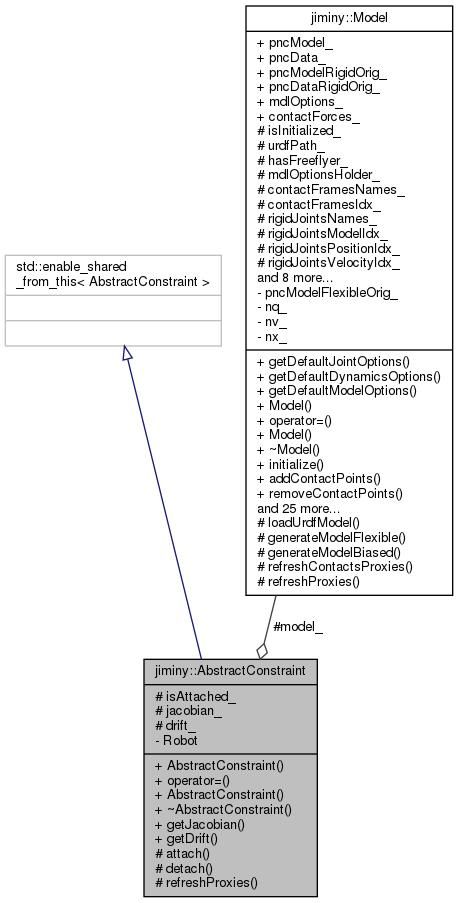 jiminy::Model
+ pncModel_
+ pncData_
+ pncModelRigidOrig_
+ pncDataRigidOrig_
+ mdlOptions_
+ contactForces_
# isInitialized_
# urdfPath_
# hasFreeflyer_
# mdlOptionsHolder_
# contactFramesNames_
# contactFramesIdx_
# rigidJointsNames_
# rigidJointsModelIdx_
# rigidJointsPositionIdx_
# rigidJointsVelocityIdx_
and 8 more...
- pncModelFlexibleOrig_
- nq_
- nv_
- nx_
+ getDefaultJointOptions()
+ getDefaultDynamicsOptions()
+ getDefaultModelOptions()
+ Model()
+ operator=()
+ Model()
+ ~Model()
+ initialize()
+ addContactPoints()
+ removeContactPoints()
and 25 more...
# loadUrdfModel()
# generateModelFlexible()
# generateModelBiased()
# refreshContactsProxies()
# refreshProxies()
std::enable_shared
_from_this< AbstractConstraint >
#model_
jiminy::AbstractConstraint
# isAttached_
# jacobian_
# drift_
- Robot
+ AbstractConstraint()
+ operator=()
+ AbstractConstraint()
+ ~AbstractConstraint()
+ getJacobian()
+ getDrift()
# attach()
# detach()
# refreshProxies()